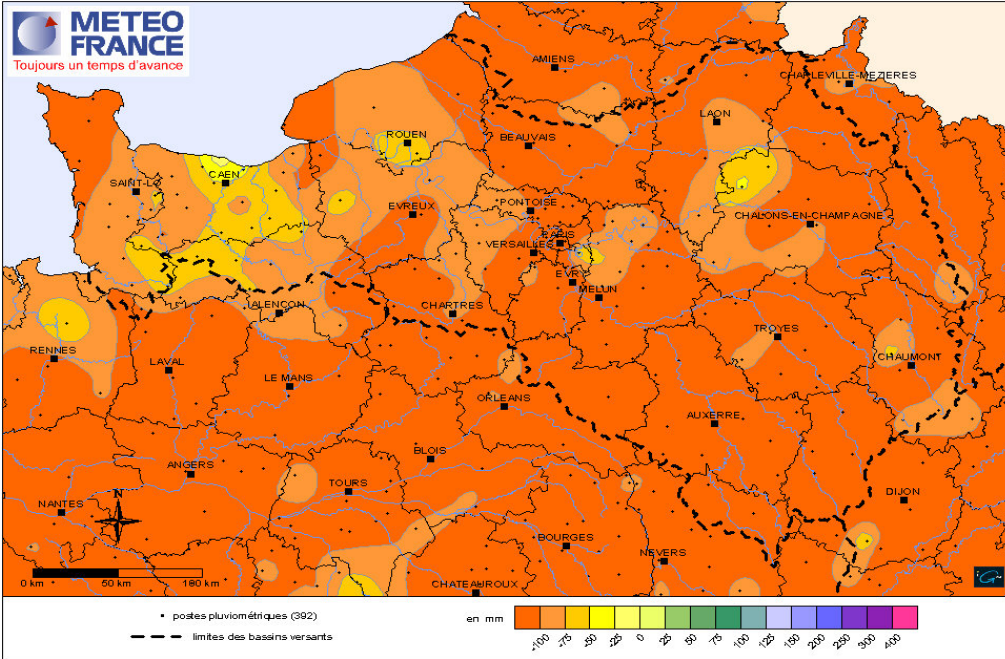 METEO
FRANCE
Toujours un temps d'avance
AMIENS
CHARLEVILLE-MEZIERES
LAON
ROUEN
BEAUVAIS
CAEN
SAINT-LO
PONTOISE
EVREUX
CHALONS-EN-CHAMPAGNE
PARIS
VERSAILLES
EVRY
MELUN
ALENCON
CHARTRES
TROYES
RENNES
LAVAL
CHAUMONT
LE MANS
ORLEANS
AUXERRE
BLOIS
ANGERS
TOURS
DIJON
NANTES
N
BOURGES
NEVERS
0 km 50 km 180 km
CHATEAUROUX
postes pluviométriques (392)
en mm
limites des bassins versants
-100 -75 -50 -25 0 25 50 75 100 125 150 200 250 300 400